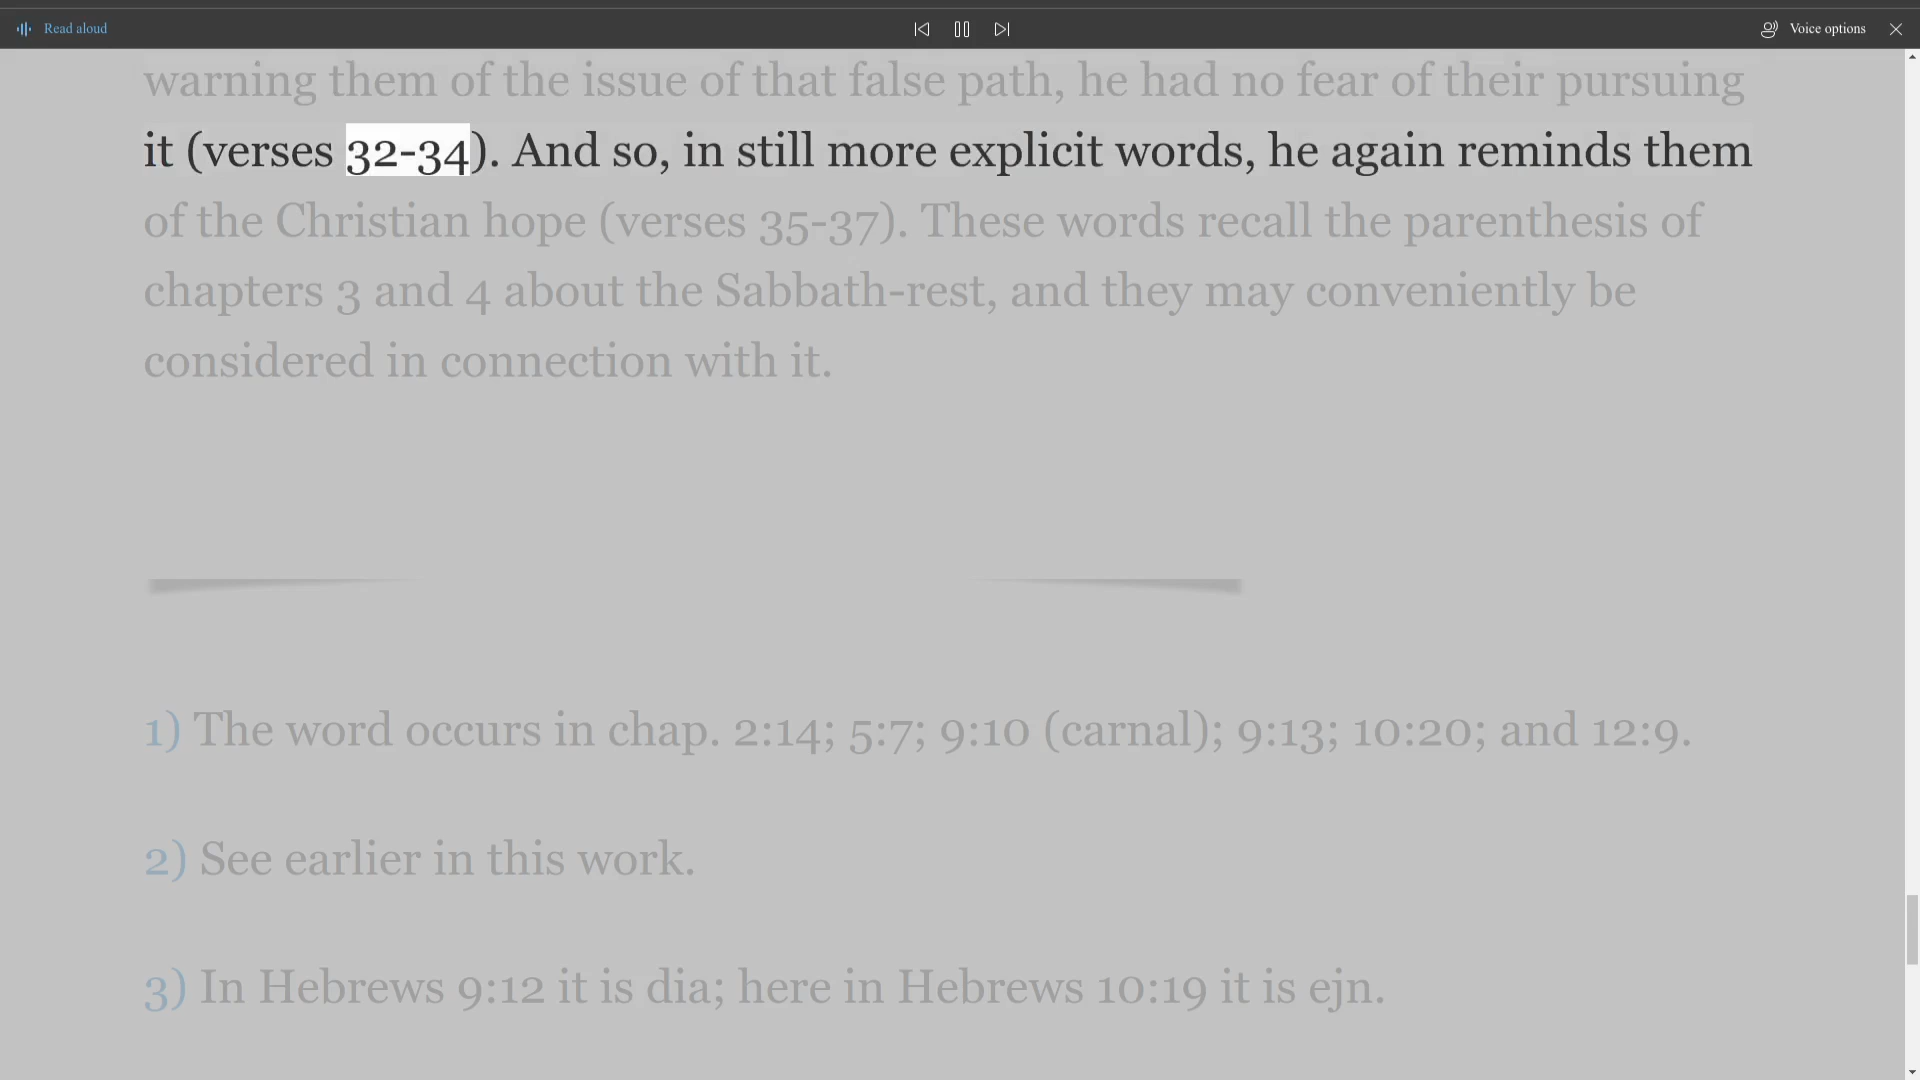 Read aloud
Voice options
warning them of the issue of that false path, he had no fear of their pursuing
it (verses 32-34). And so, in still more explicit words, he again reminds them
of the Christian hope (verses 35-37). These words recall the parenthesis of
chapters 3 and 4 about the Sabbath-rest, and they may conveniently be
considered in connection with it.
1) The word occurs in chap. 2:14; 5:7; 9:10 (carnal); 9:13; 10:20; and 12:9.
2) See earlier in this work.
3) In Hebrews 9:12 it is dia; here in Hebrews 10:19 it is ejn.